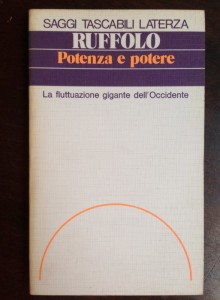 SAGGI TASCABILI LATERZA
RUFFOLO
Potenza e potere
La fluttuazione gigante dell'Occidente